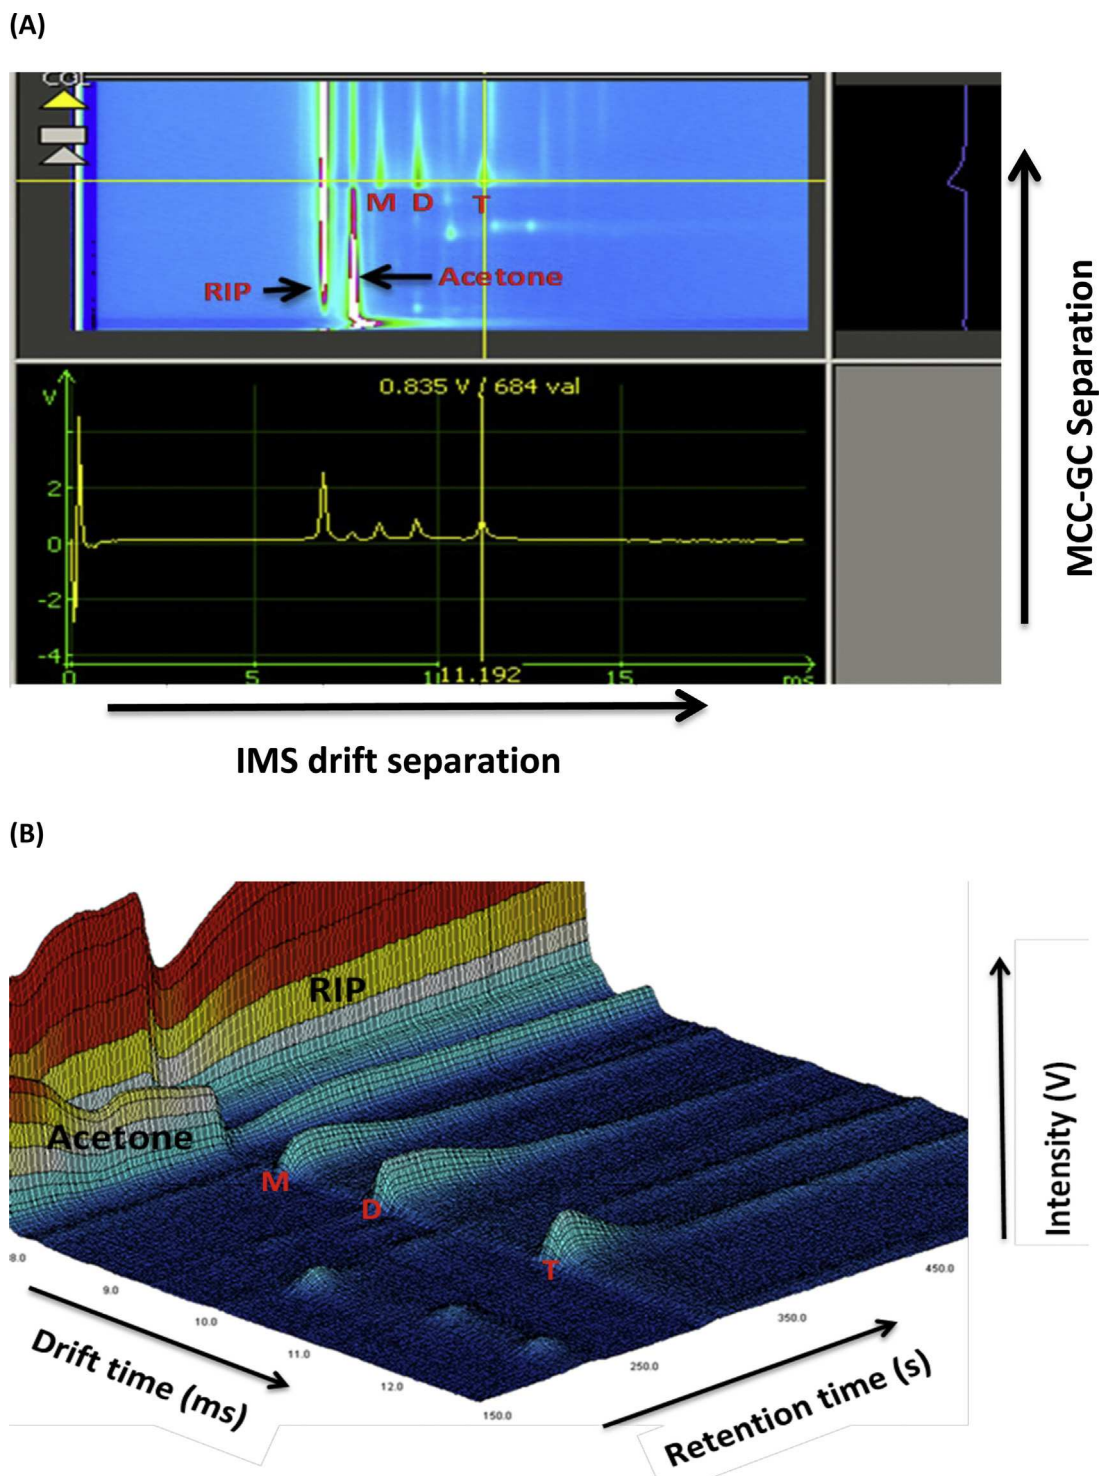 (A)
COL
M D T
RIP
Acetone
MCC-GC Separation
V
0.835 V / 684 val
2
0
-2
-4
0 5 11.192 15 ms
IMS drift separation
(B)
RIP
Acetone
M
D
T
Intensity (V)
8.0
9.0
10.0
11.0
12.0
150.0
250.0
350.0
450.0
Drift time (ms)
Retention time (s)